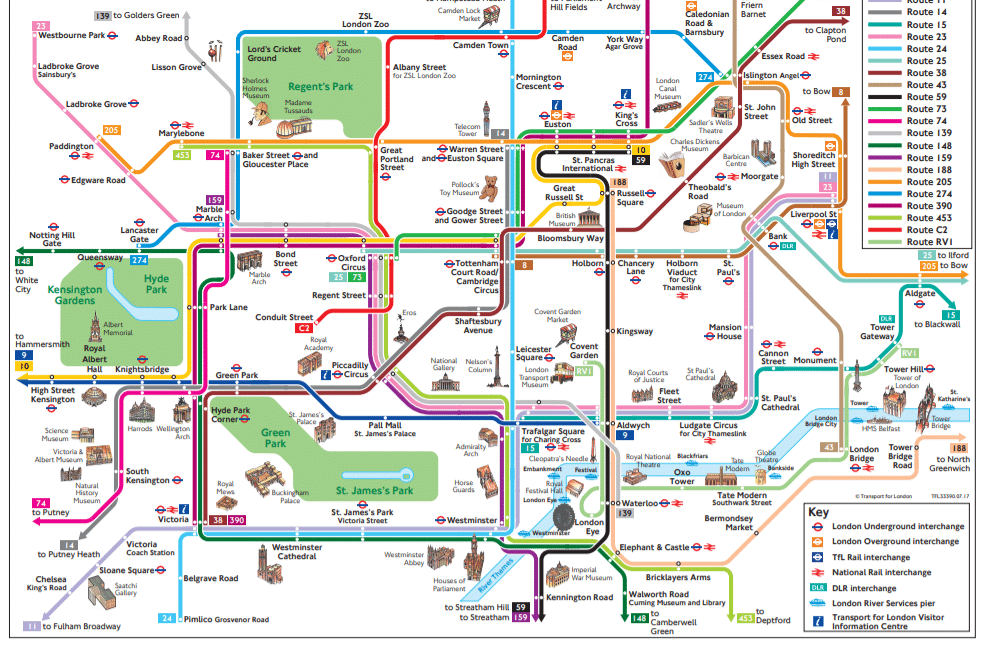 to Hampstead Heath
to Parliament
Hill Fields
Archway
Friern
Barnet
139 to Golders Green
23
Westbourne Park
Abbey Road
ZSL
London Zoo
Camden Lock
Market
Caledonian
Road &
Barnsbury
38
to Clapton
Pond
Lord's Cricket
Ground
ZSL
London
Zoo
Camden Town
Camden
Road
York Way
Agar Grove
Essex Road
Ladbroke Grove
Sainsbury's
Lisson Grove
Albany Street
for ZSL London Zoo
Sherlock
Holmes
Museum
Regent's Park
Madame
Tussauds
Mornington
Crescent
London
Canal
Museum
274
Islington Angel
to Bow 8
Ladbroke Grove
205
Marylebone
453
Telecom
Tower
14
Euston
King's
Cross
Sadler's Wells
Theatre
St. John
Street
Old Street
Paddington
74
Baker Street and
Gloucester Place
Great
Portland
Street
Warren Street
and Euston Square
10
59
St. Pancras
International
Charles Dickens
Museum
Barbican
Centre
Shoreditch
High Street
Edgware Road
Pollock's
Toy Museum
Great
Russell St
188
Russell
Square
Theobald's
Road
Moorgate
11
23
159
Marble
Arch
Goodge Street
and Gower Street
British
Museum
Museum
of London
Liverpool St
Notting Hill
Gate
Lancaster
Gate
Bloomsbury Way
Bank
DLR
148
to
White
City
Queensway
274
Marble
Arch
Bond
Street
Oxford
Circus
25 73
Tottenham
Court Road/
Cambridge
Circus
8
Holborn
Chancery
Lane
Holborn
Viaduct
for City
Thameslink
St.
Paul's
25 to Ilford
205 to Bow
Kensington
Gardens
Hyde
Park
Regent Street
Aldgate
Park Lane
Conduit Street
C2
Eros
Shaftesbury
Avenue
Covent Garden
Market
Kingsway
Mansion
House
DLR
Tower
Gateway
15
to Blackwall
Albert
Memorial
Royal
Albert
Hall
to
Hammersmith
9
10
Knightsbridge
Royal
Academy
Piccadilly
Circus
National
Gallery
Nelson's
Column
Leicester
Square
Covent
Garden
London
Transport
Museum
RV1
Cannon
Street
Monument
RV1
Green Park
Royal Courts
of Justice
St Paul's
Cathedral
Tower Hill
Tower of
London
High Street
Kensington
Harrods
Wellington
Arch
Hyde Park
Corner
St. James's
Palace
Pall Mall
St. James's Palace
Fleet
Street
St. Paul's
Cathedral
Tower
St.
Katharine's
Science
Museum
Green
Park
Trafalgar Square
for Charing Cross
15
Aldwych
9
Ludgate Circus
for City Thameslink
London
Bridge City
HMS Belfast
Tower
Bridge
Victoria &
Albert Museum
Admiralty
Arch
Cleopatra's Needle
Embankment
Festival
Royal National
Theatre
Blackfriars
Globe
Theatre
Bankside
43
London
Bridge
Tower
Bridge
Road
188
to North
Greenwich
Natural
History
Museum
South
Kensington
Royal
Mews
Buckingham
Palace
St. James's Park
Horse
Guards
Royal
Festival Hall
London Eye
Oxo
Tower
Tate
Modern
Tate Modern
Southwark Street
74
to Putney
Waterloo
139
© Transport for London TFL33390.07.17
Victoria
38 390
St. James's Park
Victoria Street
Westminster
Westminster
London
Eye
Bermondsey
Market
14
to Putney Heath
Victoria
Coach Station
Westminster
Cathedral
Westminster
Abbey
Elephant & Castle
Sloane Square
Chelsea
King's Road
Saatchi
Gallery
Belgrave Road
Houses of
Parliament
River Thames
Imperial
War Museum
Bricklayers Arms
Kennington Road
Walworth Road
Cuming Museum and Library
11 to Fulham Broadway
24 Pimlico Grosvenor Road
to Streatham Hill 59
to Streatham 159
148 to
Camberwell
Green
453 to
Deptford
Route 11
Route 14
Route 15
Route 23
Route 24
Route 25
Route 38
Route 43
Route 59
Route 73
Route 74
Route 139
Route 148
Route 159
Route 188
Route 205
Route 274
Route 390
Route 453
Route C2
Route RV1
Key
London Underground interchange
London Overground interchange
TfL Rail interchange
National Rail interchange
DLR DLR interchange
London River Services pier
Transport for London Visitor
Information Centre